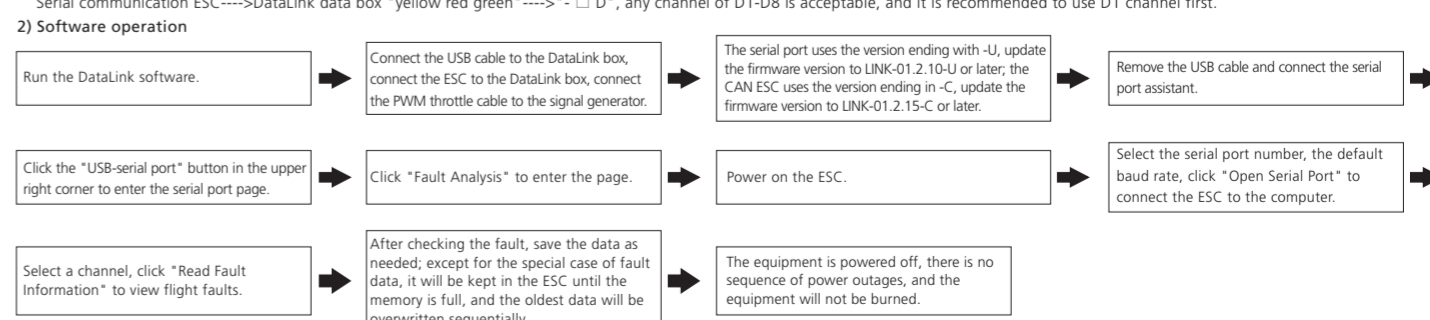 Serial communication ESC---->DataLink data box "yellow red green"---->"- □ D", any channel of D1-D8 is acceptable, and it is recommended to use D1 channel first.
2) Software operation
Run the DataLink software.
Connect the USB cable to the DataLink box,
connect the ESC to the DataLink box, connect
the PWM throttle cable to the signal generator.
The serial port uses the version ending with -U, update
the firmware version to LINK-01.2.10-U or later; the
CAN ESC uses the version ending in -C, update the
firmware version to LINK-01.2.15-C or later.
Remove the USB cable and connect the serial
port assistant.
Click the "USB-serial port" button in the upper
right corner to enter the serial port page.
Click "Fault Analysis" to enter the page.
Power on the ESC.
Select the serial port number, the default
baud rate, click "Open Serial Port" to
connect the ESC to the computer.
Select a channel, click "Read Fault
Information" to view flight faults.
After checking the fault, save the data as
needed; except for the special case of fault
data, it will be kept in the ESC until the
memory is full, and the oldest data will be
overwritten sequentially.
The equipment is powered off, there is no
sequence of power outages, and the
equipment will not be burned.